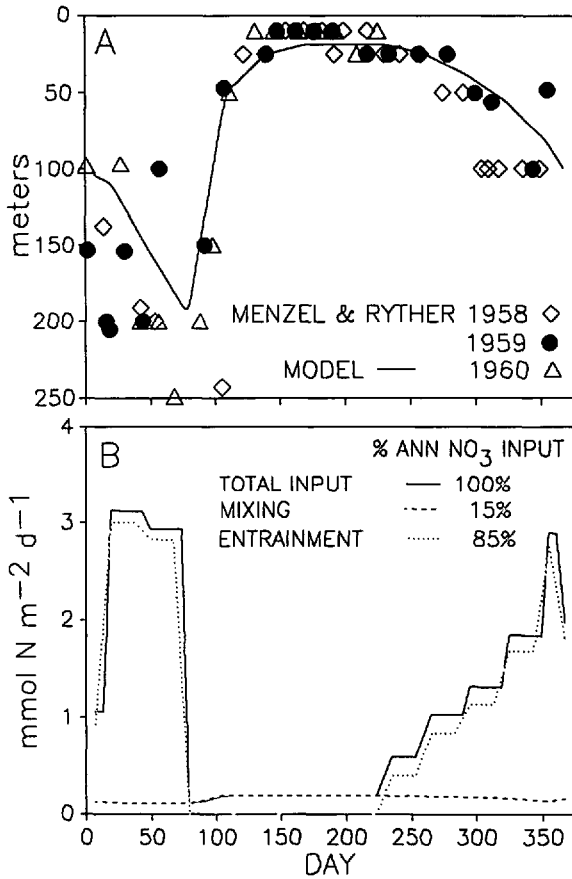 A
0
50
100
150
200
250
meters
MENZEL & RYTHER 1958 ◇
1959 ●
MODEL — 1960 △
B
% ANN NO₃ INPUT
TOTAL INPUT — 100%
MIXING ---- 15%
ENTRAINMENT ········ 85%
4
3
2
1
0
mmol N m⁻² d⁻¹
0 50 100 150 200 250 300 350
DAY